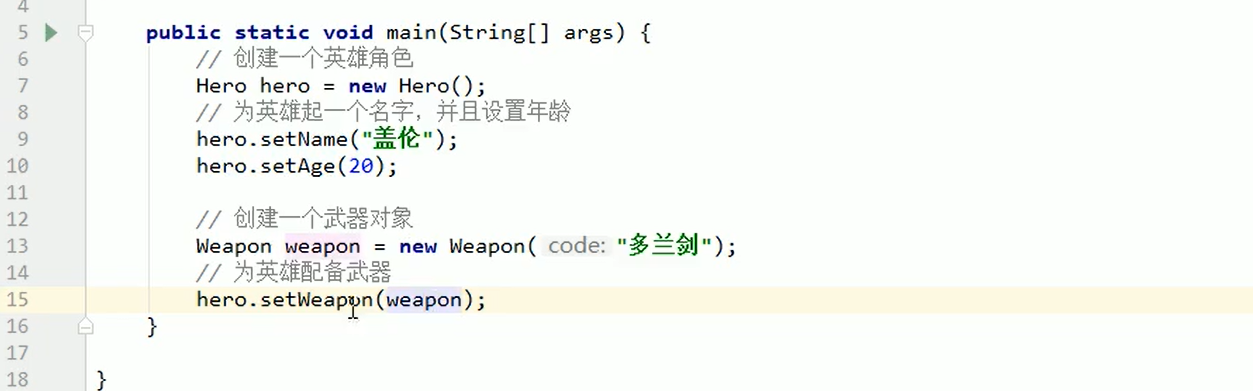 4
5 public static void main(String[] args) {
6 // 创建一个英雄角色
7 Hero hero = new Hero();
8 // 为英雄起一个名字，并且设置年龄
9 hero.setName("盖伦");
10 hero.setAge(20);
11
12 // 创建一个武器对象
13 Weapon weapon = new Weapon( code: "多兰剑");
14 // 为英雄配备武器
15 hero.setWeapon(weapon);
16 }
17
18 }